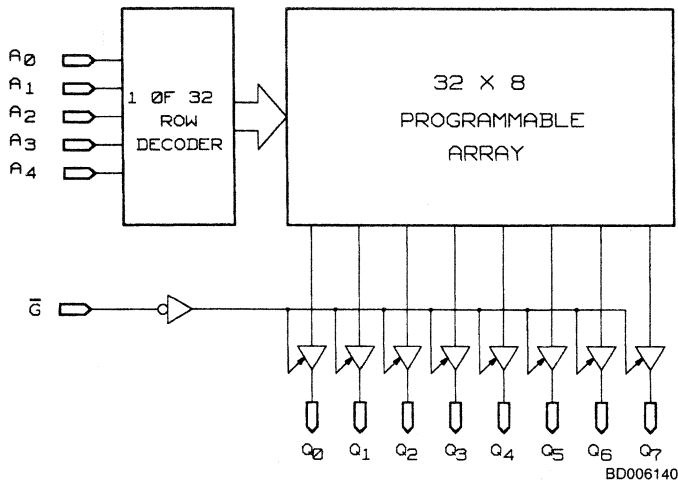 A0
A1
A2
A3
A4
1 OF 32
ROW
DECODER
32 X 8
PROGRAMMABLE
ARRAY
G̅
Q0 Q1 Q2 Q3 Q4 Q5 Q6 Q7
BD006140